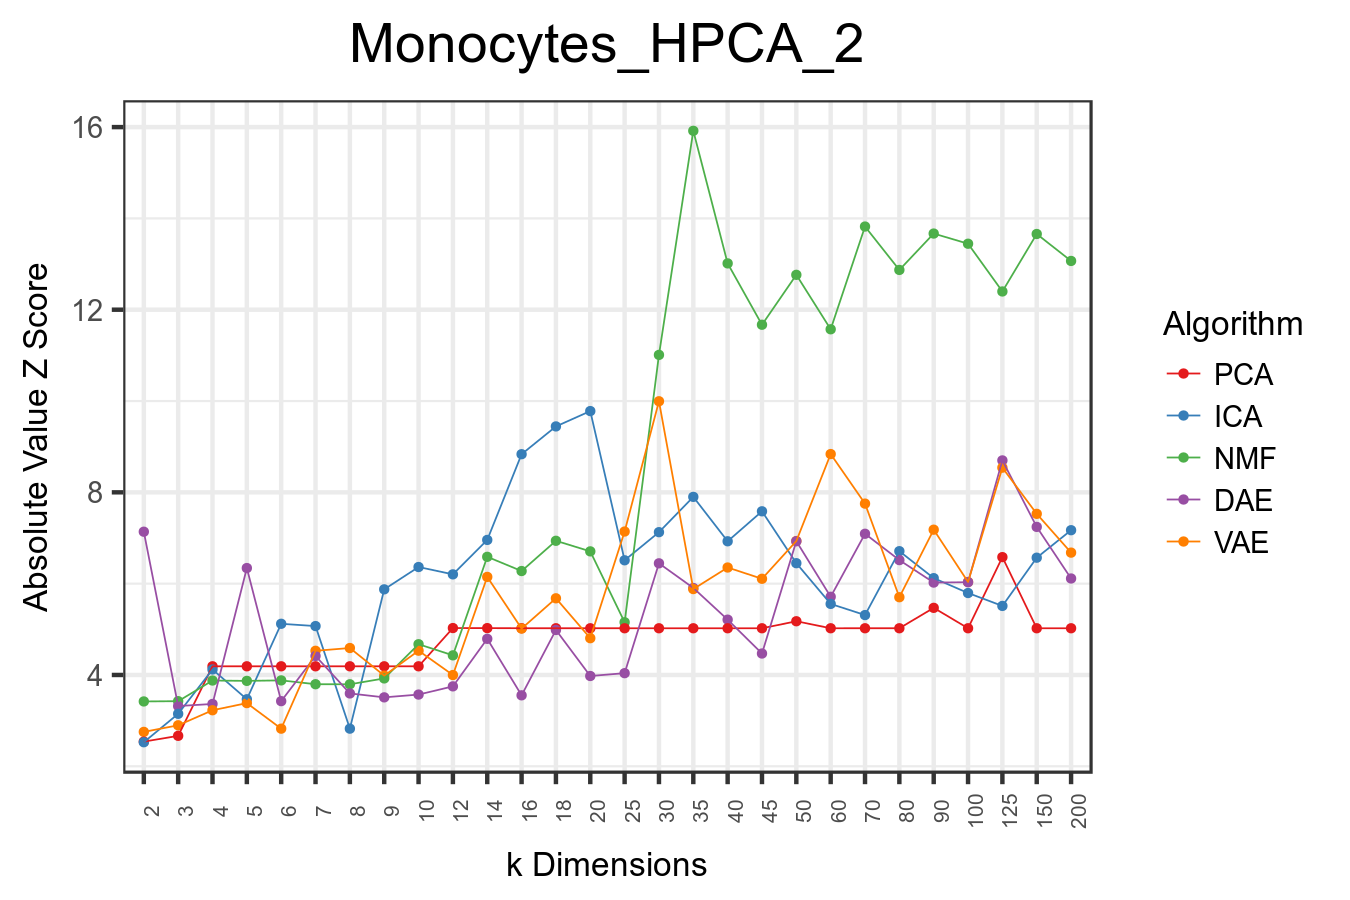 Monocytes_HPCA_2
Absolute Value Z Score
16
12
8
4
2 3 4 5 6 7 8 9 10 12 14 16 18 20 25 30 35 40 45 50 60 70 80 90 100 125 150 200
k Dimensions
Algorithm
PCA
ICA
NMF
DAE
VAE